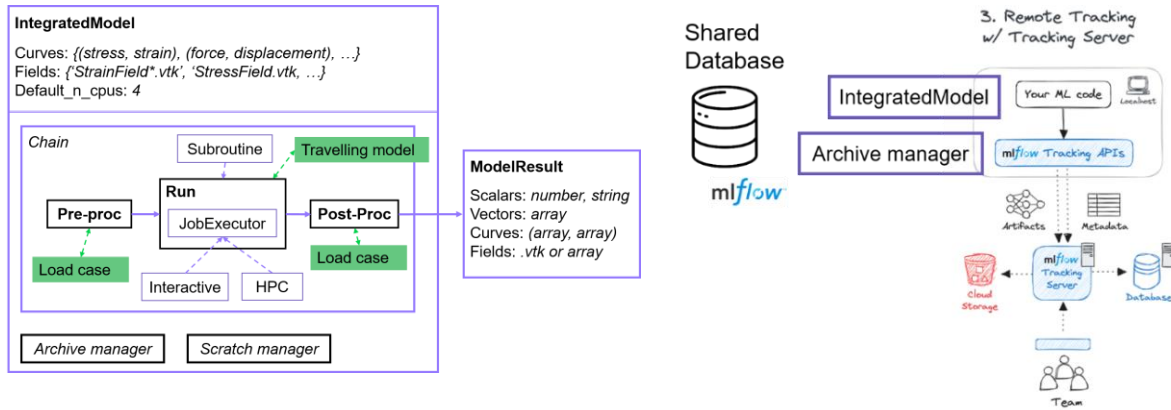 IntegratedModel
Curves: {(stress, strain), (force, displacement), …}
Fields: {‘StrainField*.vtk’, ‘StressField.vtk, …}
Default_n_cpus: 4
Chain
Subroutine
Travelling model
Run
Pre-proc
JobExecutor
Post-Proc
Load case
Load case
Interactive
HPC
Archive manager
Scratch manager
ModelResult
Scalars: number, string
Vectors: array
Curves: (array, array)
Fields: .vtk or array
Shared
Database
mlflow
3. Remote Tracking
w/ Tracking Server
IntegratedModel
Your ML code
Localhost
Archive manager
mlflow Tracking APIs
Artifacts
Metadata
mlflow
Tracking
Server
Cloud
Storage
Database
Team